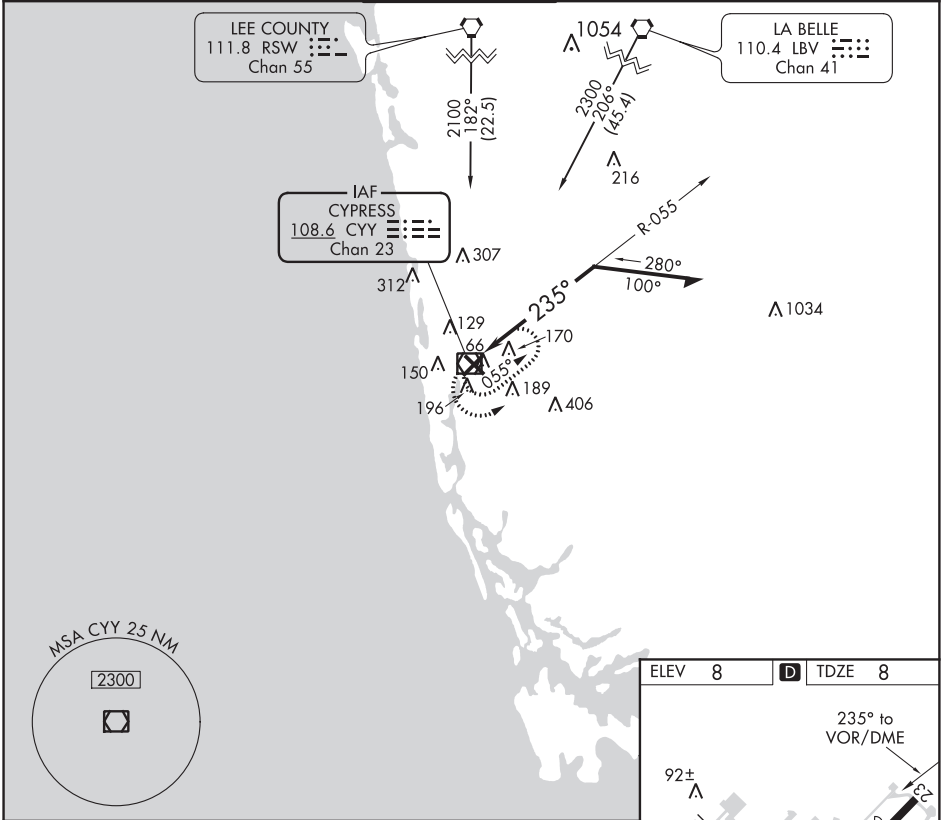 LEE COUNTY
111.8 RSW
Chan 55
1054
LA BELLE
110.4 LBV
Chan 41
2100
182°
(22.5)
2300
206°
(45.4)
216
IAF
CYPRESS
108.6 CYY
Chan 23
R-055
307
312
280°
100°
235°
1034
129
66
170
150
055°
189
196
406
MSA CYY 25 NM
2300
ELEV 8 D TDZE 8
235° to
VOR/DME
92±
23